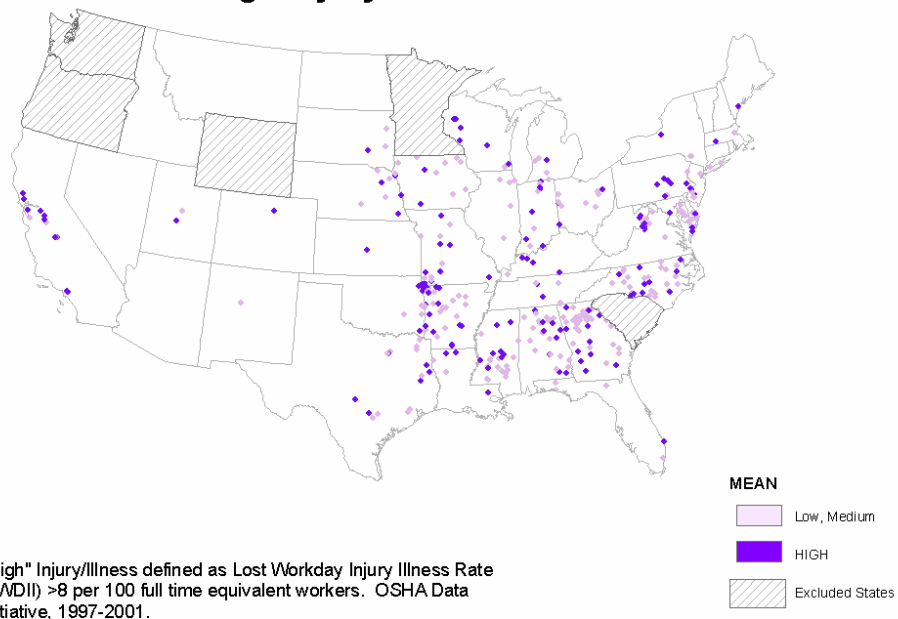 MEAN
Low, Medium
HIGH
Excluded States
igh" Injury/Illness defined as Lost Workday Injury Illness Rate
WDII) >8 per 100 full time equivalent workers. OSHA Data
tiative, 1997-2001.